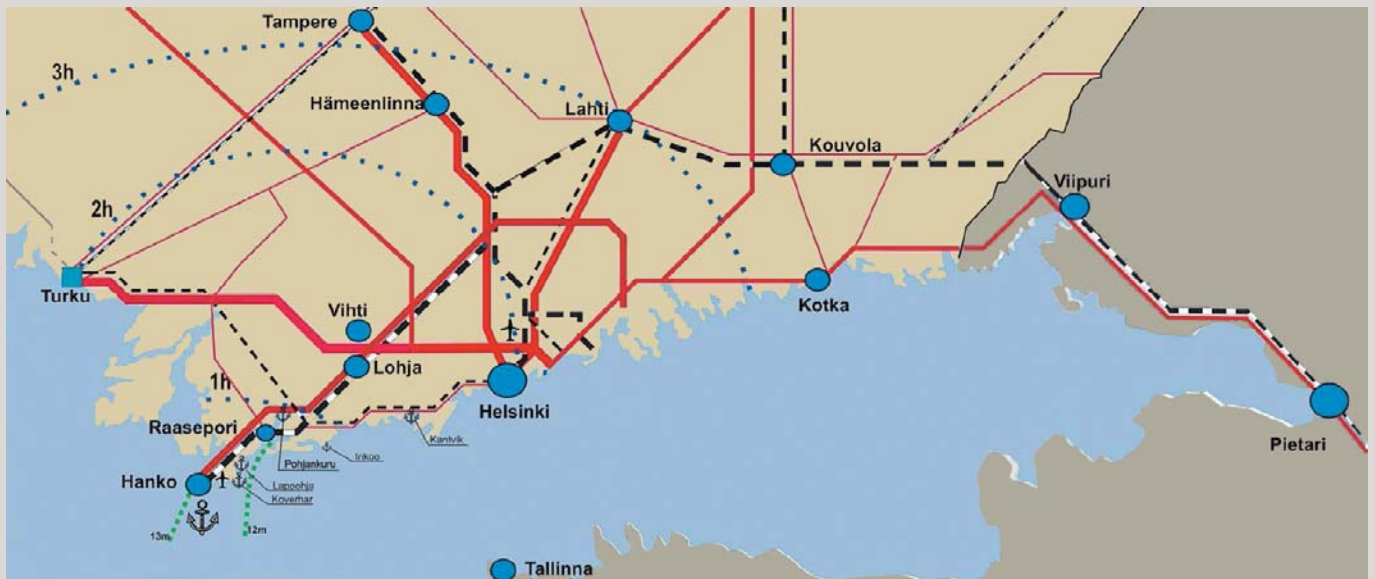 Tampere
3h
Hämeenlinna
Lahti
Kouvola
Viipuri
2h
Turku
Vihti
Kotka
Lohja
1h
Helsinki
Raasepori
Kantvik
Inkoo
Pohjankuru
Pietari
Hanko
Lappohja
Koverhar
13m
12m
Tallinna